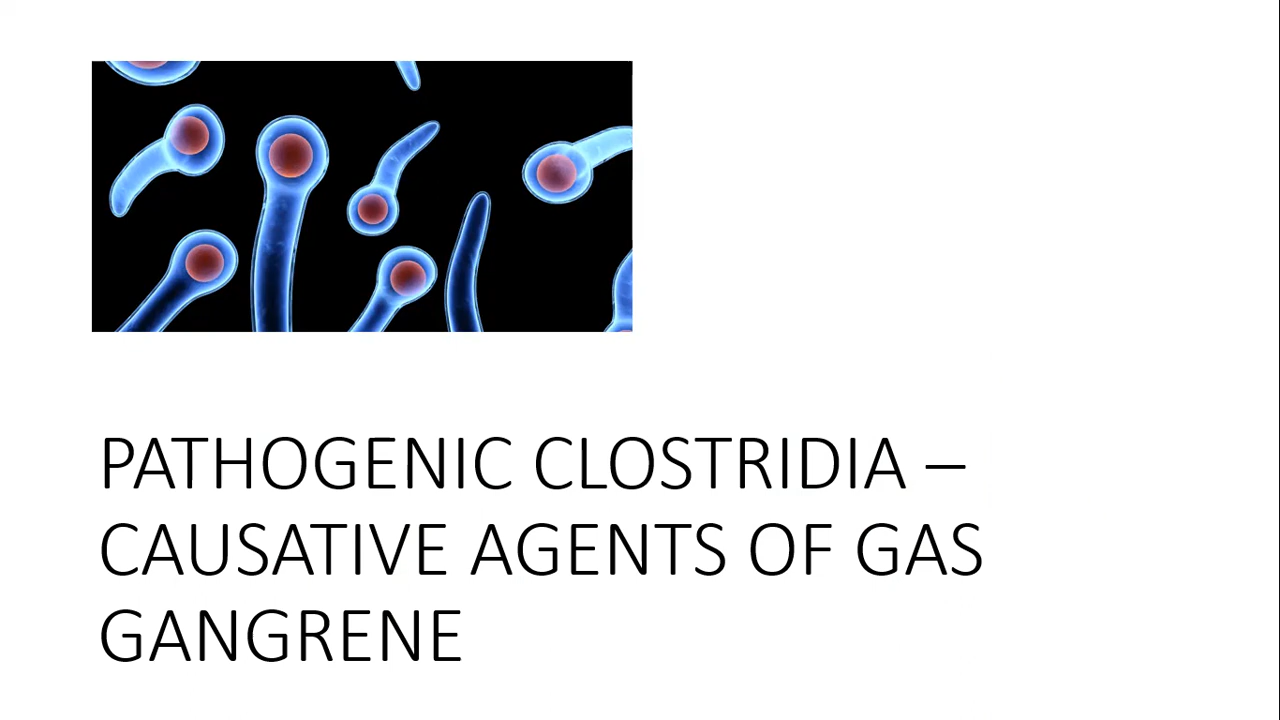 PATHOGENIC CLOSTRIDIA –
CAUSATIVE AGENTS OF GAS
GANGRENE